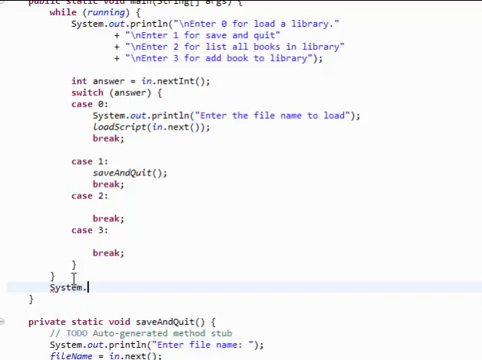 public static void main(String[] args) {
while (running) {
System.out.println("\nEnter 0 for load a library."
+ "\nEnter 1 for save and quit"
+ "\nEnter 2 for list all books in library"
+ "\nEnter 3 for add book to library");
int answer = in.nextInt();
switch (answer) {
case 0:
System.out.println("Enter the file name to load");
loadScript(in.next());
break;
case 1:
saveAndQuit();
break;
case 2:
break;
case 3:
break;
}
}
System.
}
private static void saveAndQuit() {
// TODO Auto-generated method stub
System.out.println("Enter file name: ");
fileName = in.next();